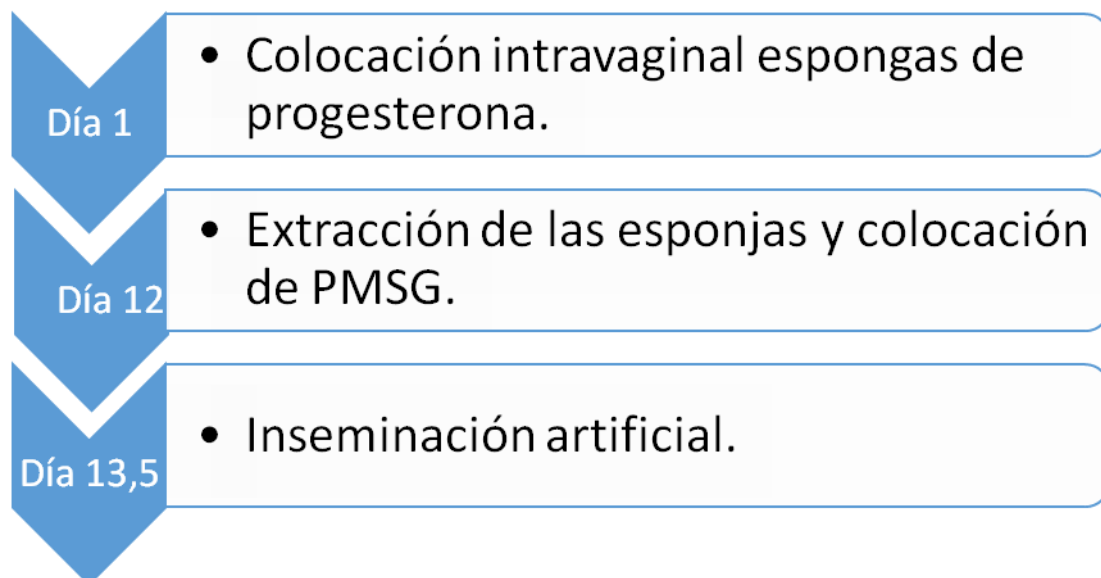 Día 1
• Colocación intravaginal espongas de
progesterona.
Día 12
• Extracción de las esponjas y colocación
de PMSG.
Día 13,5
• Inseminación artificial.